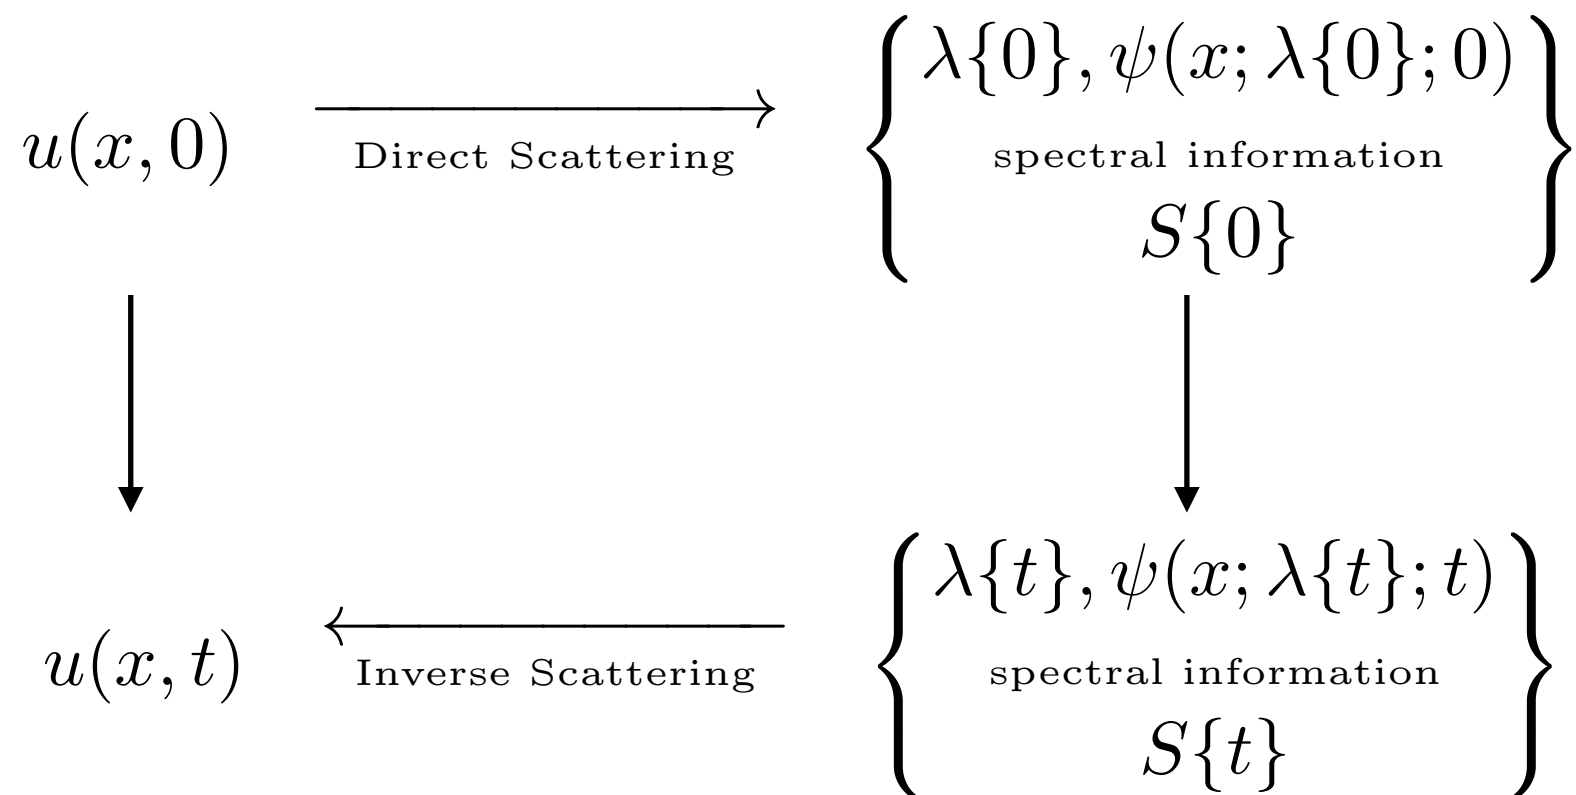 λ{0}, ψ(x; λ{0}; 0)
u(x, 0)
Direct Scattering
spectral information
S{0}
λ{t}, ψ(x; λ{t}; t)
u(x, t)
Inverse Scattering
spectral information
S{t}